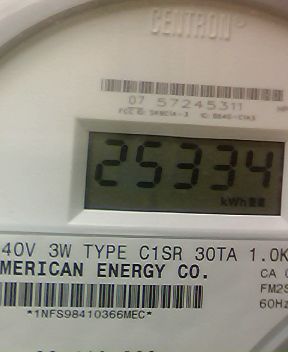 CENTRON®
07 57245311
25334
kWh
40V 3W TYPE C1SR 30TA 1.0K
MERICAN ENERGY CO.
CA
FM2S
60Hz
*1NFS98410366MEC*